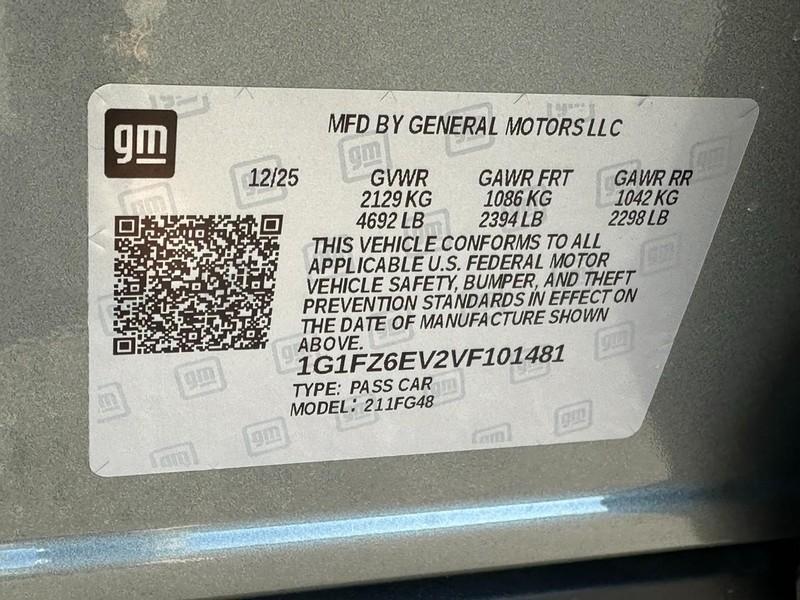 gm
MFD BY GENERAL MOTORS LLC
12/25 GVWR GAWR FRT GAWR RR
2129 KG 1086 KG 1042 KG
4692 LB 2394 LB 2298 LB
THIS VEHICLE CONFORMS TO ALL
APPLICABLE U.S. FEDERAL MOTOR
VEHICLE SAFETY, BUMPER, AND THEFT
PREVENTION STANDARDS IN EFFECT ON
THE DATE OF MANUFACTURE SHOWN
ABOVE.
1G1FZ6EV2VF101481
TYPE: PASS CAR
MODEL: 211FG48